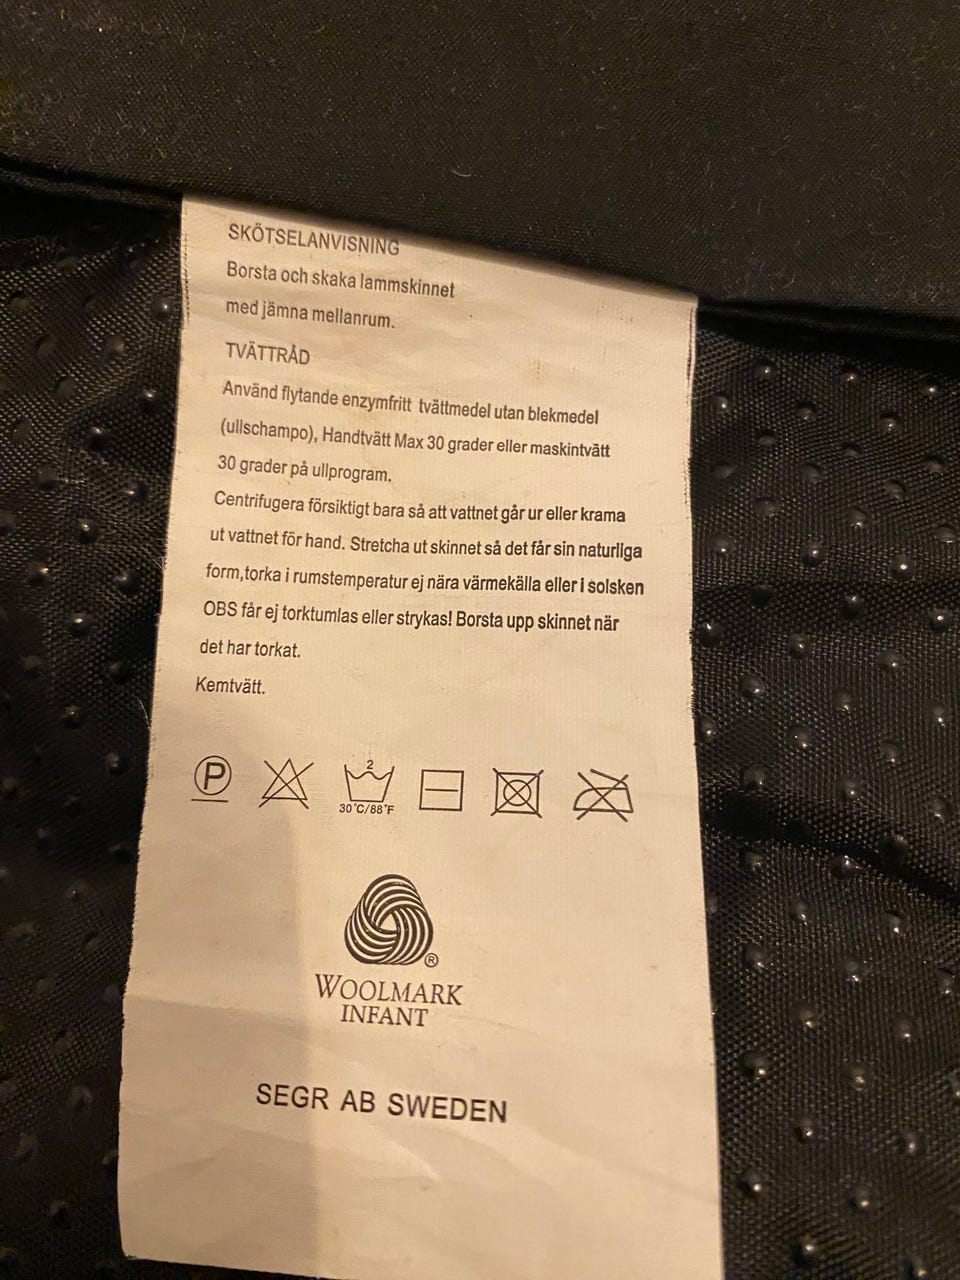 SKÖTSELANVISNING
Borsta och skaka lammskinnet
med jämna mellanrum.
TVÄTTRÅD
Använd flytande enzymfritt tvättmedel utan blekmedel
(ullschampo), Handtvätt Max 30 grader eller maskintvätt
30 grader på ullprogram.
Centrifugera försiktigt bara så att vattnet går ur eller krama
ut vattnet för hand. Stretcha ut skinnet så det får sin naturliga
form,torka i rumstemperatur ej nära värmekälla eller i solsken
OBS får ej torktumlas eller strykas! Borsta upp skinnet när
det har torkat.
Kemtvätt.
P
2
30°C/88°F
®
WOOLMARK
INFANT
SEGR AB SWEDEN